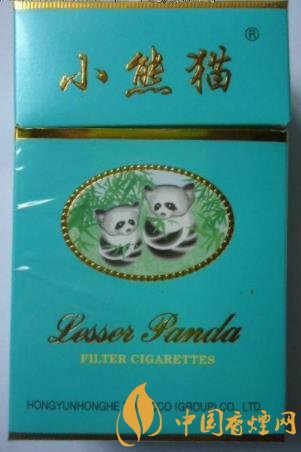 小熊猫 ®
Lesser Panda
FILTER CIGARETTES
HONGYUNHONGHE CO (GROUP) CO., LTD.
中国香烟网